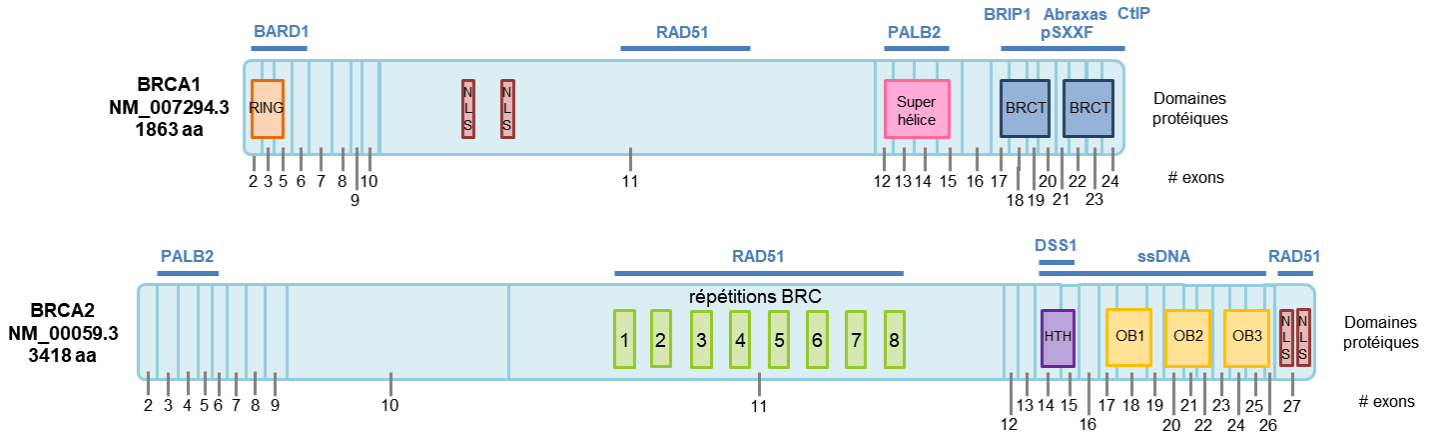 BRIP1 Abraxas CtIP
BARD1 RAD51 PALB2 pSXXF
BRCA1
NM_007294.3
1863 aa
RING
NLS
NLS
Super
hélice
BRCT
BRCT
Domaines
protéiques
2 3 5 6 7 8 9 10 11 12 13 14 15 16 17 18 19 20 21 22 23 24
# exons
PALB2 RAD51 DSS1 ssDNA RAD51
BRCA2
NM_00059.3
3418 aa
répétitions BRC
1 2 3 4 5 6 7 8
HTH
OB1
OB2
OB3
NLS
NLS
Domaines
protéiques
2 3 4 5 6 7 8 9 10 11 12 13 14 15 16 17 18 19 20 21 22 23 24 25 26 27
# exons